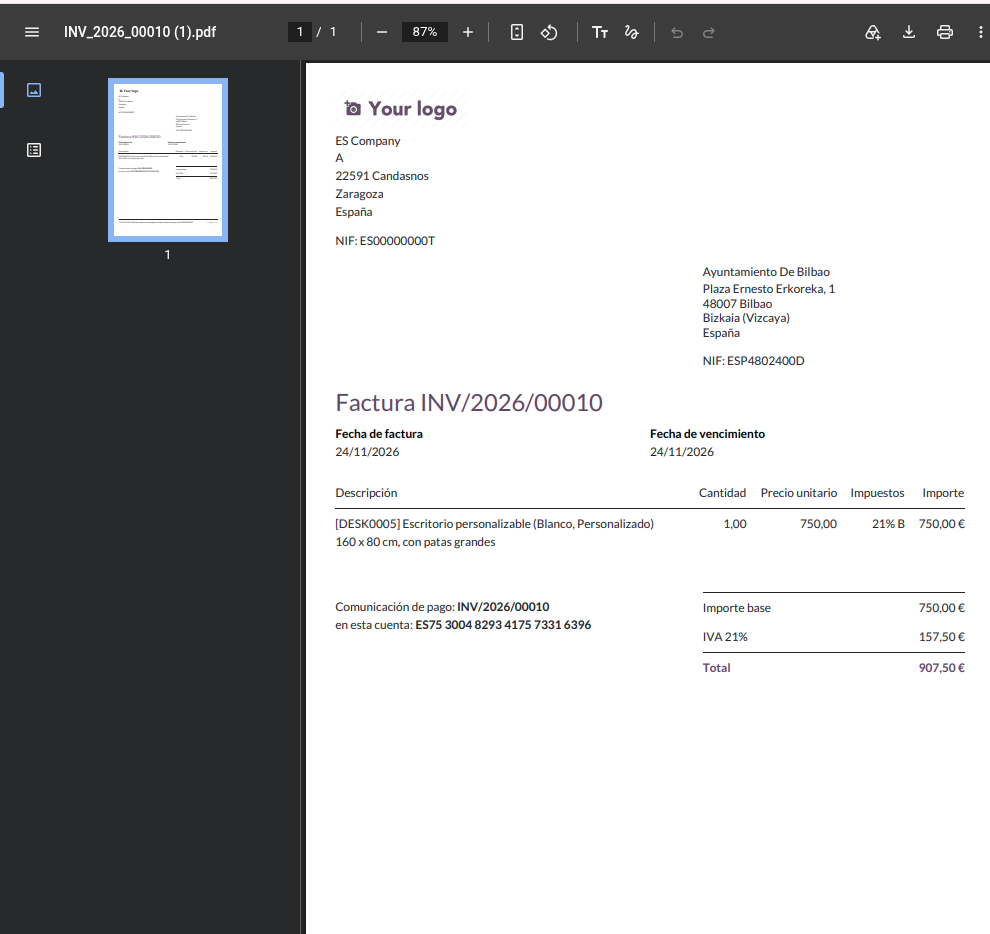 INV_2026_00010 (1).pdf
1 / 1
87%
1
Your logo
ES Company
A
22591 Candasnos
Zaragoza
España
NIF: ES00000000T
Ayuntamiento De Bilbao
Plaza Ernesto Erkoreka, 1
48007 Bilbao
Bizkaia (Vizcaya)
España
NIF: ESP4802400D
Factura INV/2026/00010
Fecha de factura Fecha de vencimiento
24/11/2026 24/11/2026
Descripción Cantidad Precio unitario Impuestos Importe
[DESK0005] Escritorio personalizable (Blanco, Personalizado) 1,00 750,00 21% B 750,00 €
160 x 80 cm, con patas grandes
Comunicación de pago: INV/2026/00010 Importe base 750,00 €
en esta cuenta: ES75 3004 8293 4175 7331 6396
IVA 21% 157,50 €
Total 907,50 €